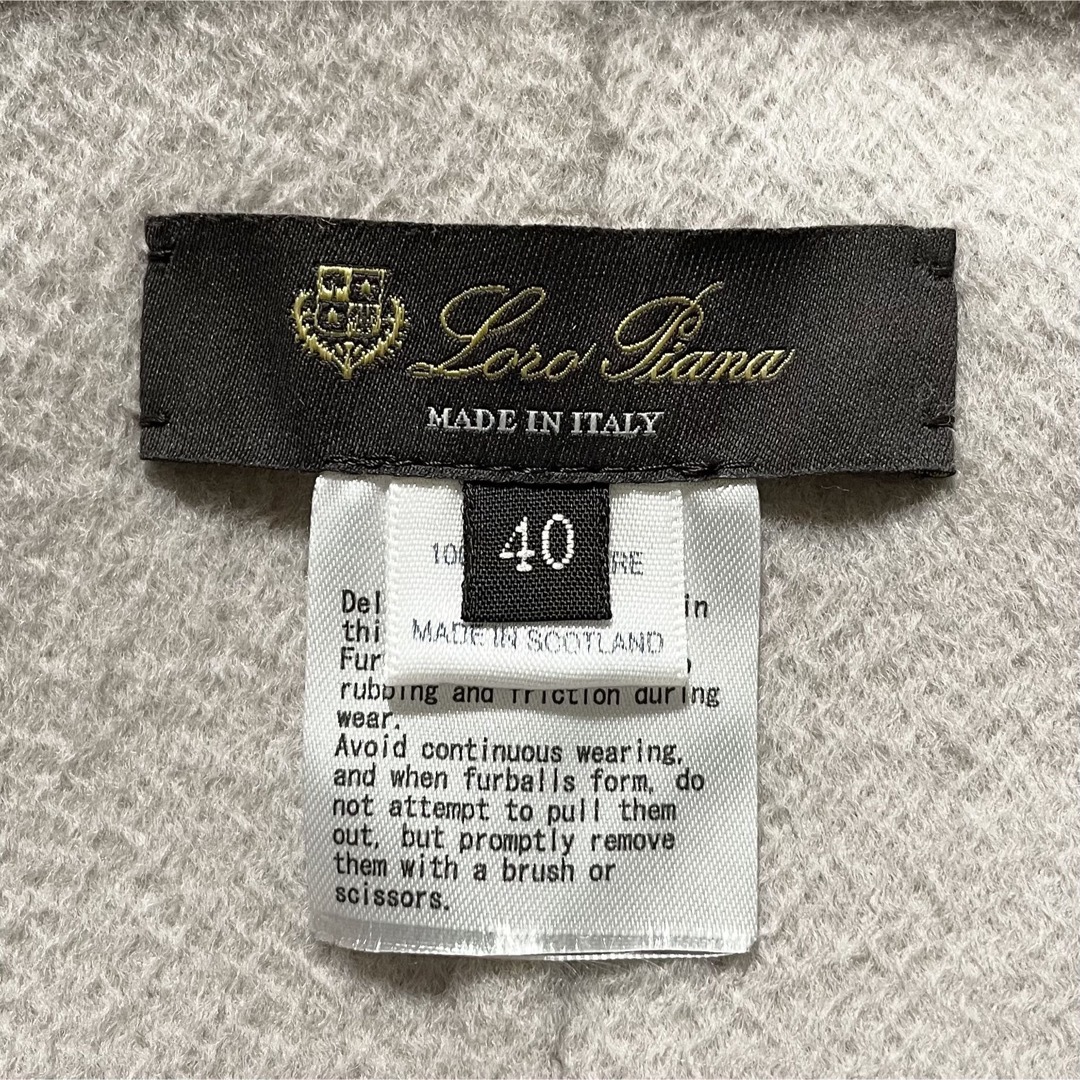 Loro Piana
MADE IN ITALY
40
MADE IN SCOTLAND
in
rubbing and friction during
wear.
Avoid continuous wearing,
and when furballs form, do
not attempt to pull them
out, but promptly remove
them with a brush or
scissors.